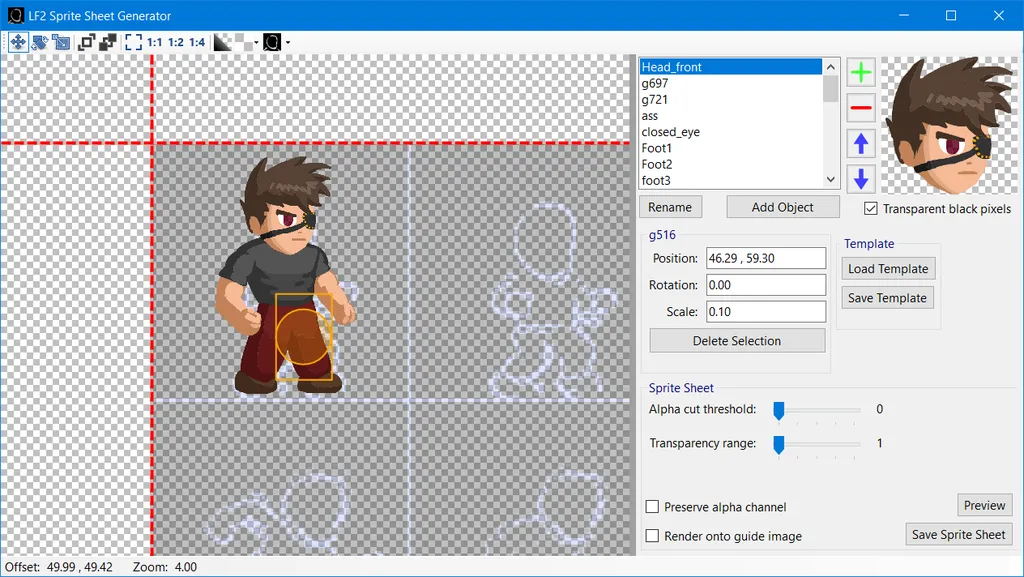 LF2 Sprite Sheet Generator
1:1 1:2 1:4
Head_front
g697
g721
ass
closed_eye
Foot1
Foot2
foot3
Rename
Add Object
Transparent black pixels
g516
Position: 46.29 , 59.30
Rotation: 0.00
Scale: 0.10
Delete Selection
Template
Load Template
Save Template
Sprite Sheet
Alpha cut threshold: 0
Transparency range: 1
Preserve alpha channel
Preview
Render onto guide image
Save Sprite Sheet
Offset: 49.99 , 49.42 Zoom: 4.00